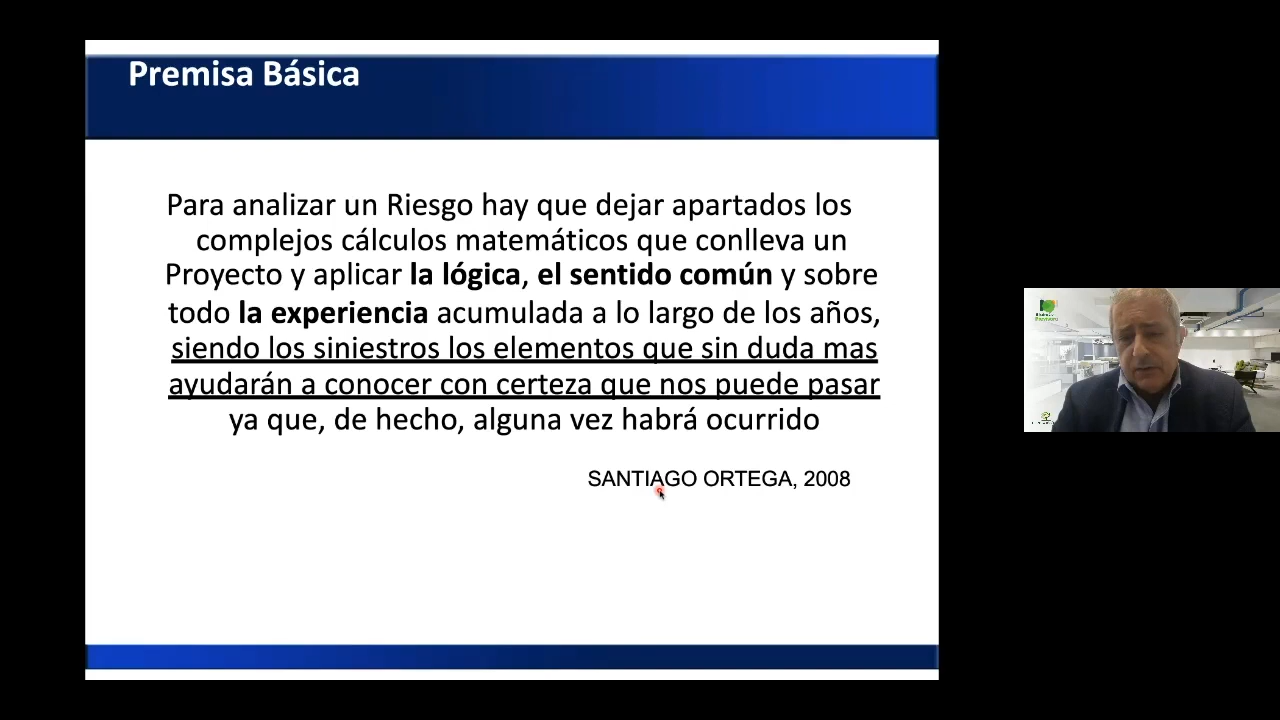 Premisa Básica
Para analizar un Riesgo hay que dejar apartados los
complejos cálculos matemáticos que conlleva un
Proyecto y aplicar la lógica, el sentido común y sobre
todo la experiencia acumulada a lo largo de los años,
siendo los siniestros los elementos que sin duda mas
ayudarán a conocer con certeza que nos puede pasar
ya que, de hecho, alguna vez habrá ocurrido
SANTIAGO ORTEGA, 2008